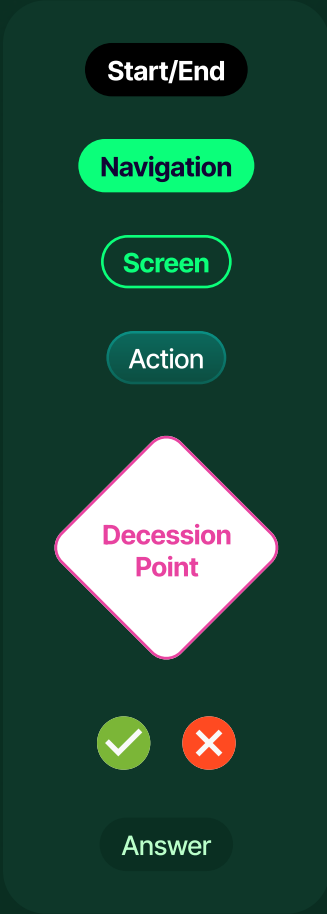 Start/End
Navigation
Screen
Action
Decession
Point
Answer